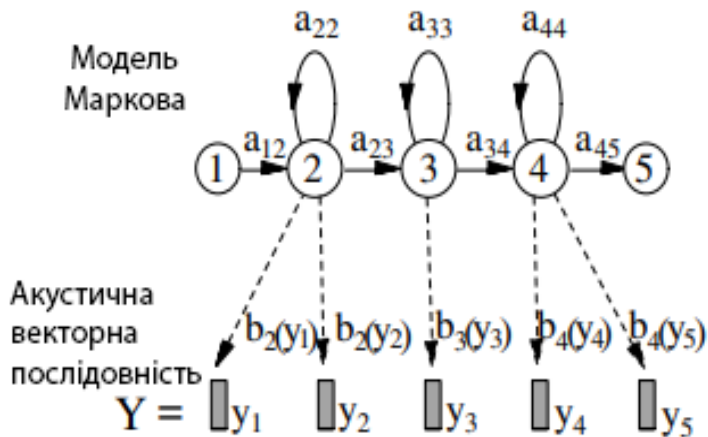 a₂₂ a₃₃ a₄₄
Модель
Маркова
a₁₂ a₂₃ a₃₄ a₄₅
1 2 3 4 5
Акустична
векторна
послідовність
b₂(y₁) b₂(y₂) b₃(y₃) b₄(y₄) b₄(y₅)
Y = y₁ y₂ y₃ y₄ y₅